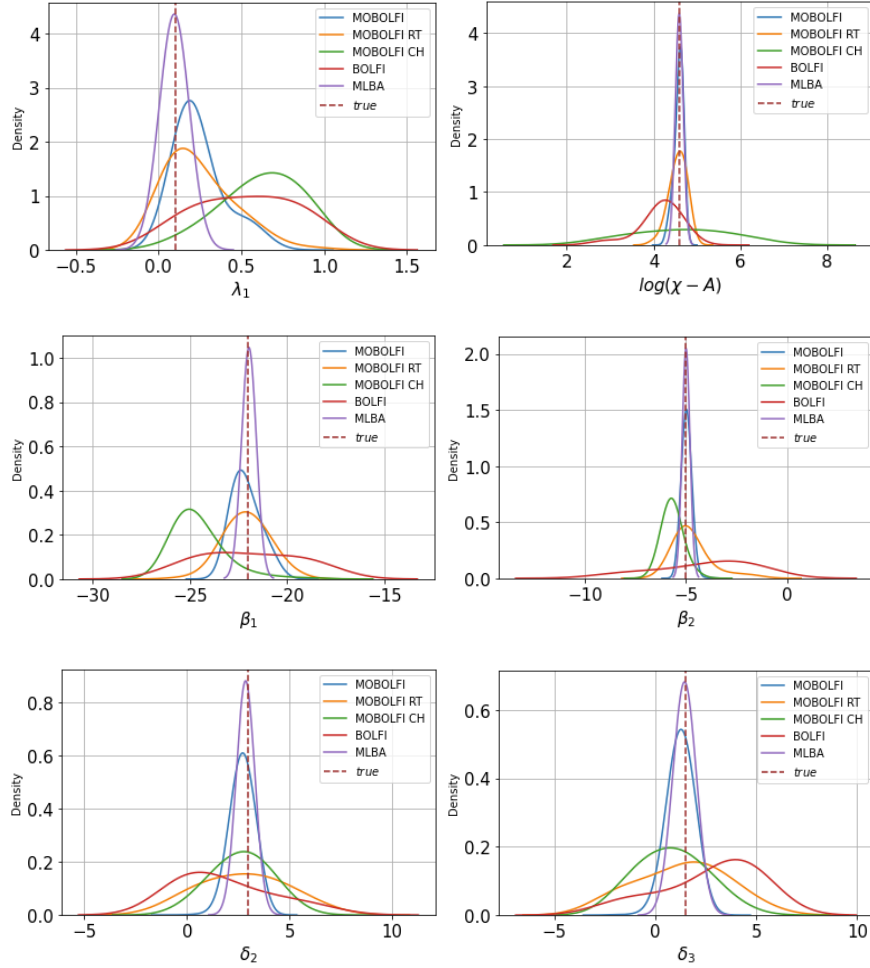 MOBOLFI
MOBOLFI RT
MOBOLFI CH
BOLFI
MLBA
true
Density
4
3
2
1
0
−0.5
0.0
0.5
1.0
1.5
λ1
MOBOLFI
MOBOLFI RT
MOBOLFI CH
BOLFI
MLBA
true
Density
4
3
2
1
0
2
4
6
8
log(χ − A)
MOBOLFI
MOBOLFI RT
MOBOLFI CH
BOLFI
MLBA
true
Density
1.0
0.8
0.6
0.4
0.2
0.0
−30
−25
−20
−15
β1
MOBOLFI
MOBOLFI RT
MOBOLFI CH
BOLFI
MLBA
true
Density
2.0
1.5
1.0
0.5
0.0
−10
−5
0
β2
MOBOLFI
MOBOLFI RT
MOBOLFI CH
BOLFI
MLBA
true
Density
0.8
0.6
0.4
0.2
0.0
−5
0
5
10
δ2
MOBOLFI
MOBOLFI RT
MOBOLFI CH
BOLFI
MLBA
true
Density
0.6
0.4
0.2
0.0
−5
0
5
10
δ3